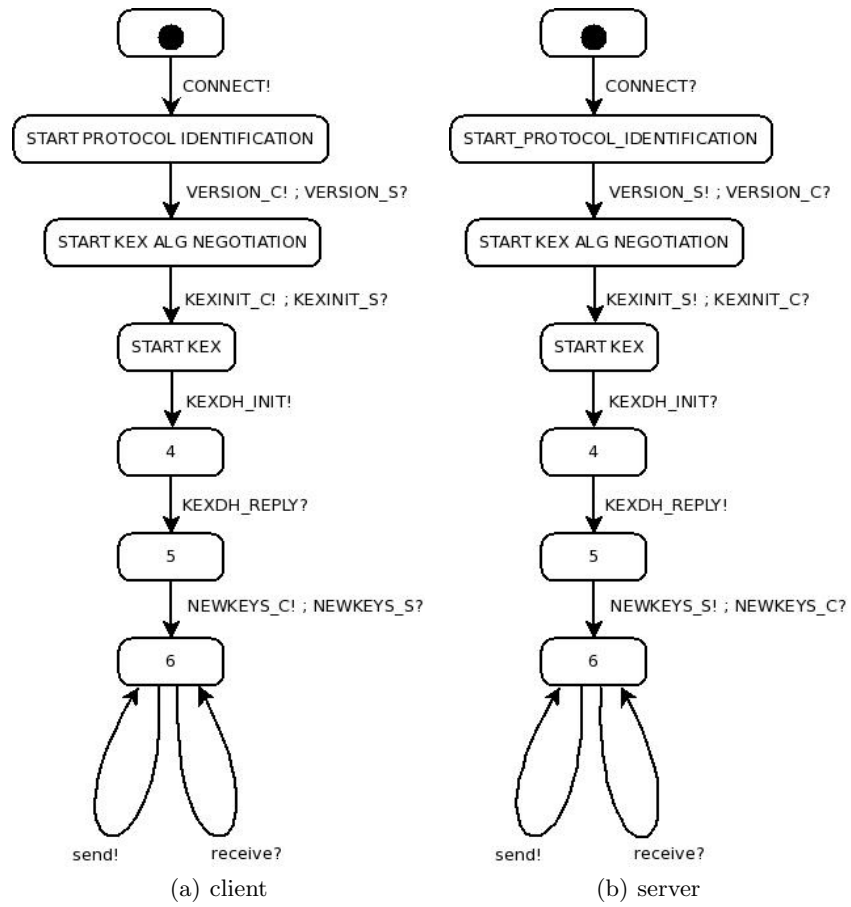 CONNECT!
START PROTOCOL IDENTIFICATION
VERSION_C! ; VERSION_S?
START KEX ALG NEGOTIATION
KEXINIT_C! ; KEXINIT_S?
START KEX
KEXDH_INIT!
4
KEXDH_REPLY?
5
NEWKEYS_C! ; NEWKEYS_S?
6
send!
receive?
(a) client
CONNECT?
START_PROTOCOL_IDENTIFICATION
VERSION_S! ; VERSION_C?
START KEX ALG NEGOTIATION
KEXINIT_S! ; KEXINIT_C?
START KEX
KEXDH_INIT?
4
KEXDH_REPLY!
5
NEWKEYS_S! ; NEWKEYS_C?
6
send!
receive?
(b) server